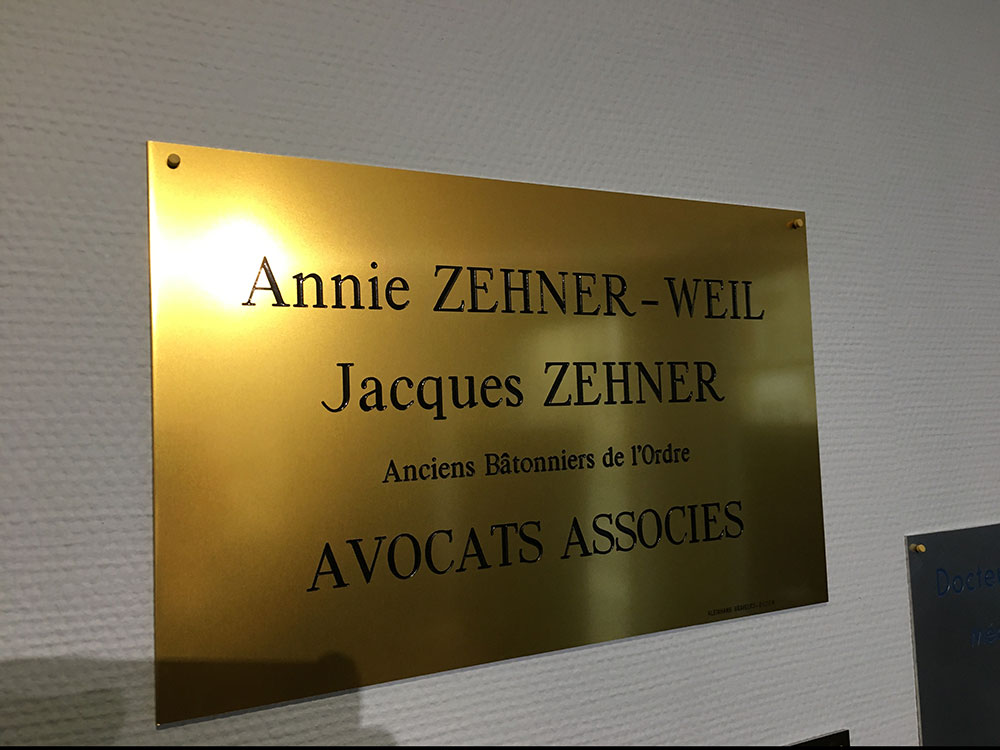 Annie ZEHNER-WEIL
Jacques ZEHNER
Anciens Bâtonniers de l'Ordre
AVOCATS ASSOCIES